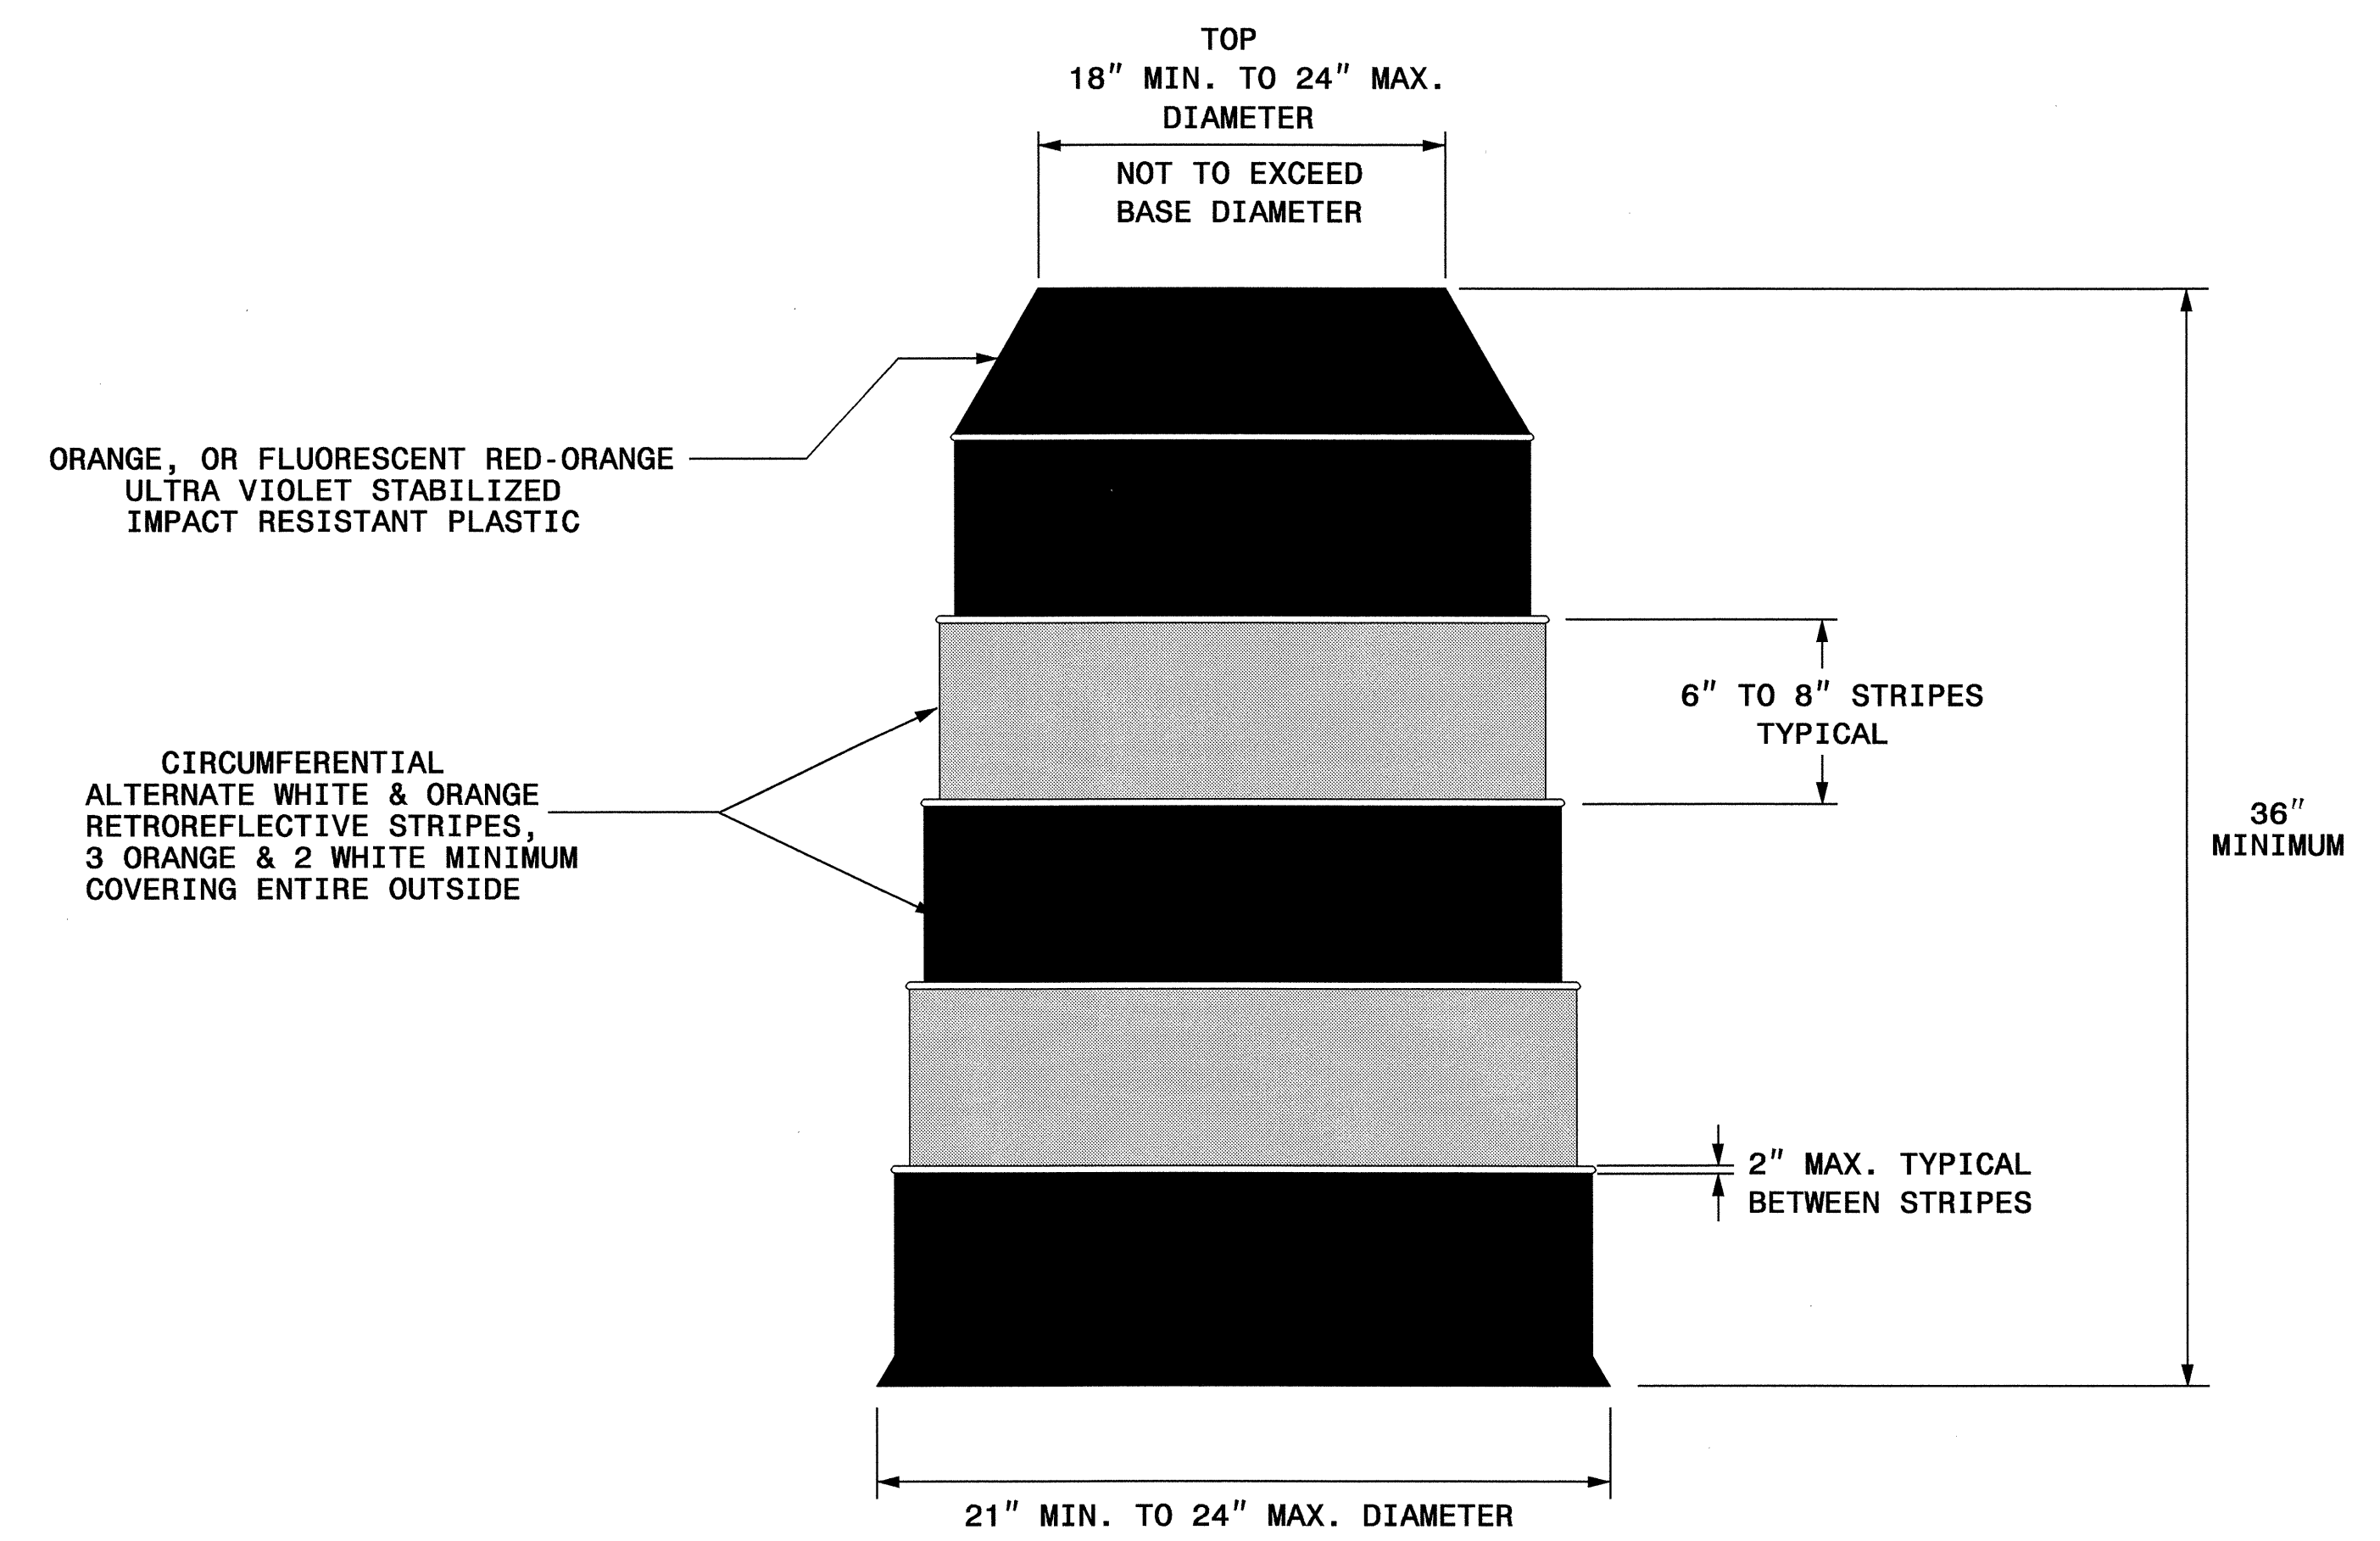 TOP
18" MIN. TO 24" MAX.
DIAMETER
NOT TO EXCEED
BASE DIAMETER
ORANGE, OR FLUORESCENT RED-ORANGE
ULTRA VIOLET STABILIZED
IMPACT RESISTANT PLASTIC
6" TO 8" STRIPES
TYPICAL
CIRCUMFERENTIAL
ALTERNATE WHITE & ORANGE
RETROREFLECTIVE STRIPES,
3 ORANGE & 2 WHITE MINIMUM
COVERING ENTIRE OUTSIDE
36"
MINIMUM
2" MAX. TYPICAL
BETWEEN STRIPES
21" MIN. TO 24" MAX. DIAMETER